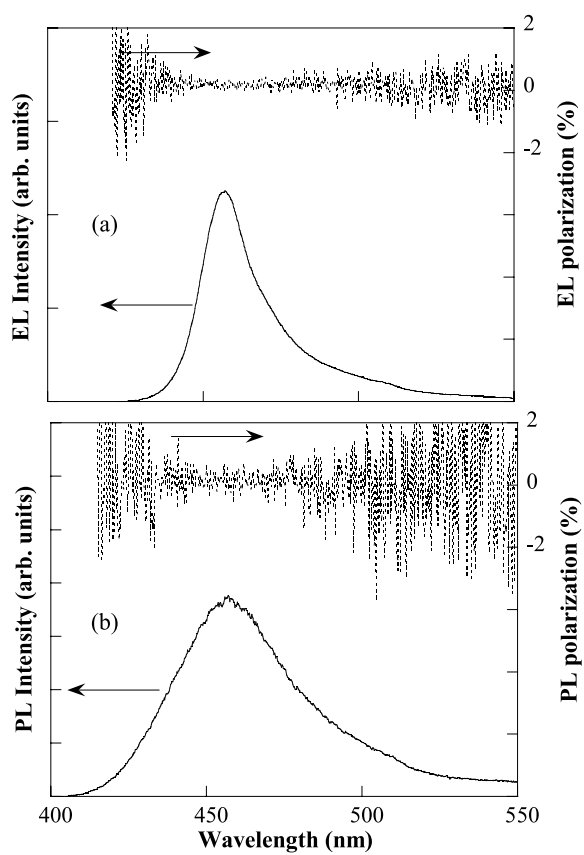 2
0
-2
EL Intensity (arb. units)
EL polarization (%)
(a)
2
0
-2
PL Intensity (arb. units)
PL polarization (%)
(b)
400 450 500 550
Wavelength (nm)